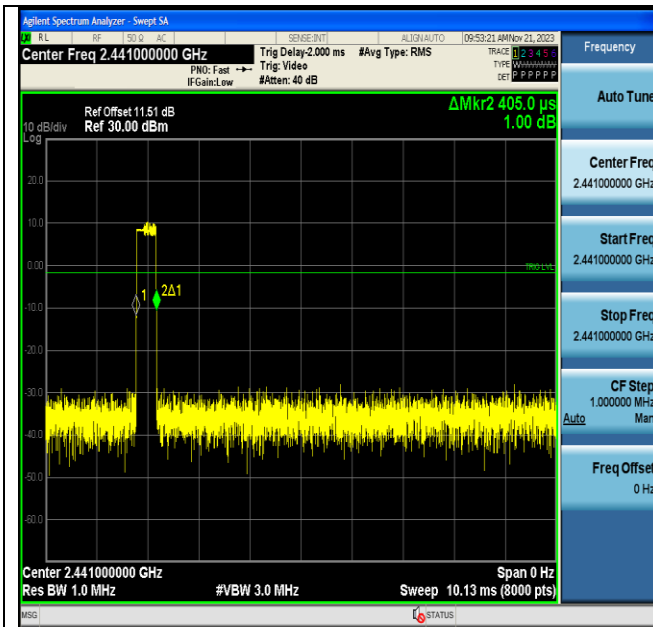 Agilent Spectrum Analyzer - Swept SA
RL RF 50 Ω AC SENSE:INT ALIGN AUTO 09:53:21 AM Nov 21, 2023
Center Freq 2.441000000 GHz Trig Delay-2.000 ms #Avg Type: RMS TRACE 1 2 3 4 5 6
PNO: Fast Trig: Video TYPE
IFGain:Low #Atten: 40 dB DET P P P P P P
Frequency
ΔMkr2 405.0 µs
Ref Offset 11.51 dB
10 dB/div Ref 30.00 dBm 1.00 dB
Log
20.0
10.0
0.00
TRIG LVL
-10.0
1 2Δ1
-20.0
-30.0
-40.0
-50.0
-60.0
Center 2.441000000 GHz Span 0 Hz
Res BW 1.0 MHz #VBW 3.0 MHz Sweep 10.13 ms (8000 pts)
MSG STATUS
Auto Tune
Center Freq
2.441000000 GHz
Start Freq
2.441000000 GHz
Stop Freq
2.441000000 GHz
CF Step
1.000000 MHz
Auto Man
Freq Offset
0 Hz